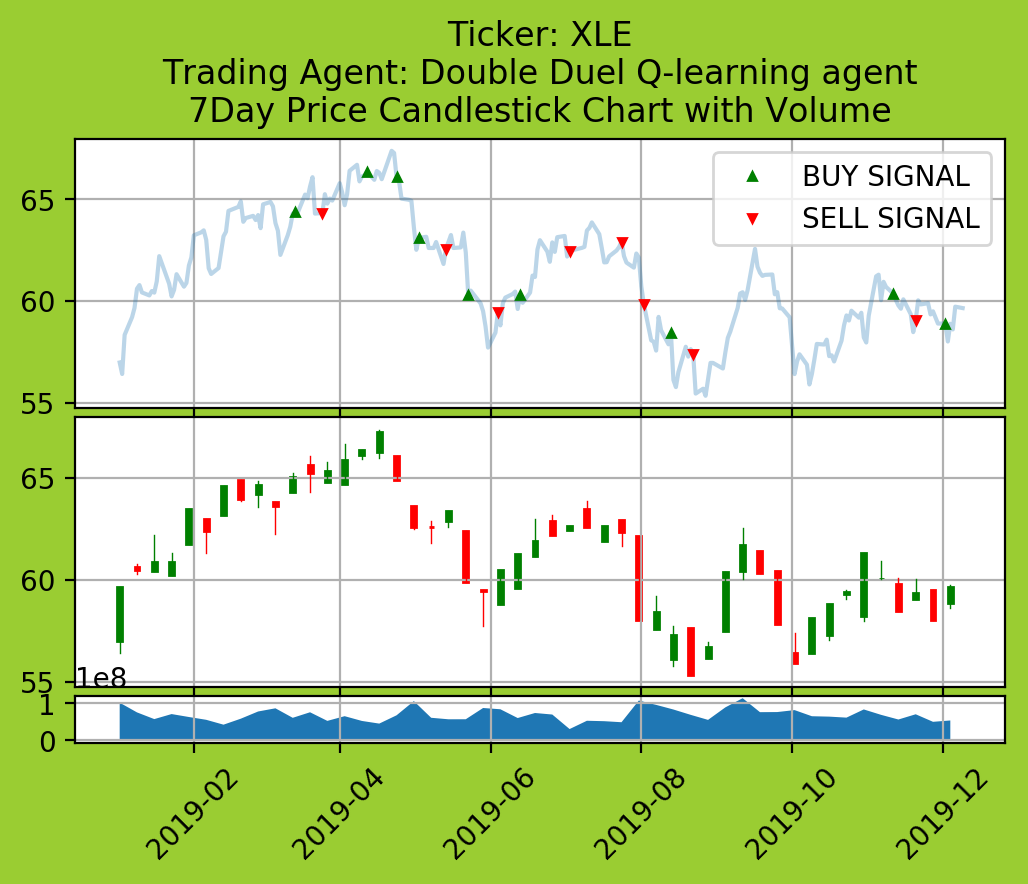 Ticker: XLE
Trading Agent: Double Duel Q-learning agent
7Day Price Candlestick Chart with Volume
BUY SIGNAL
SELL SIGNAL
65
60
55
65
60
55
1e8
1
0
2019-02
2019-04
2019-06
2019-08
2019-10
2019-12